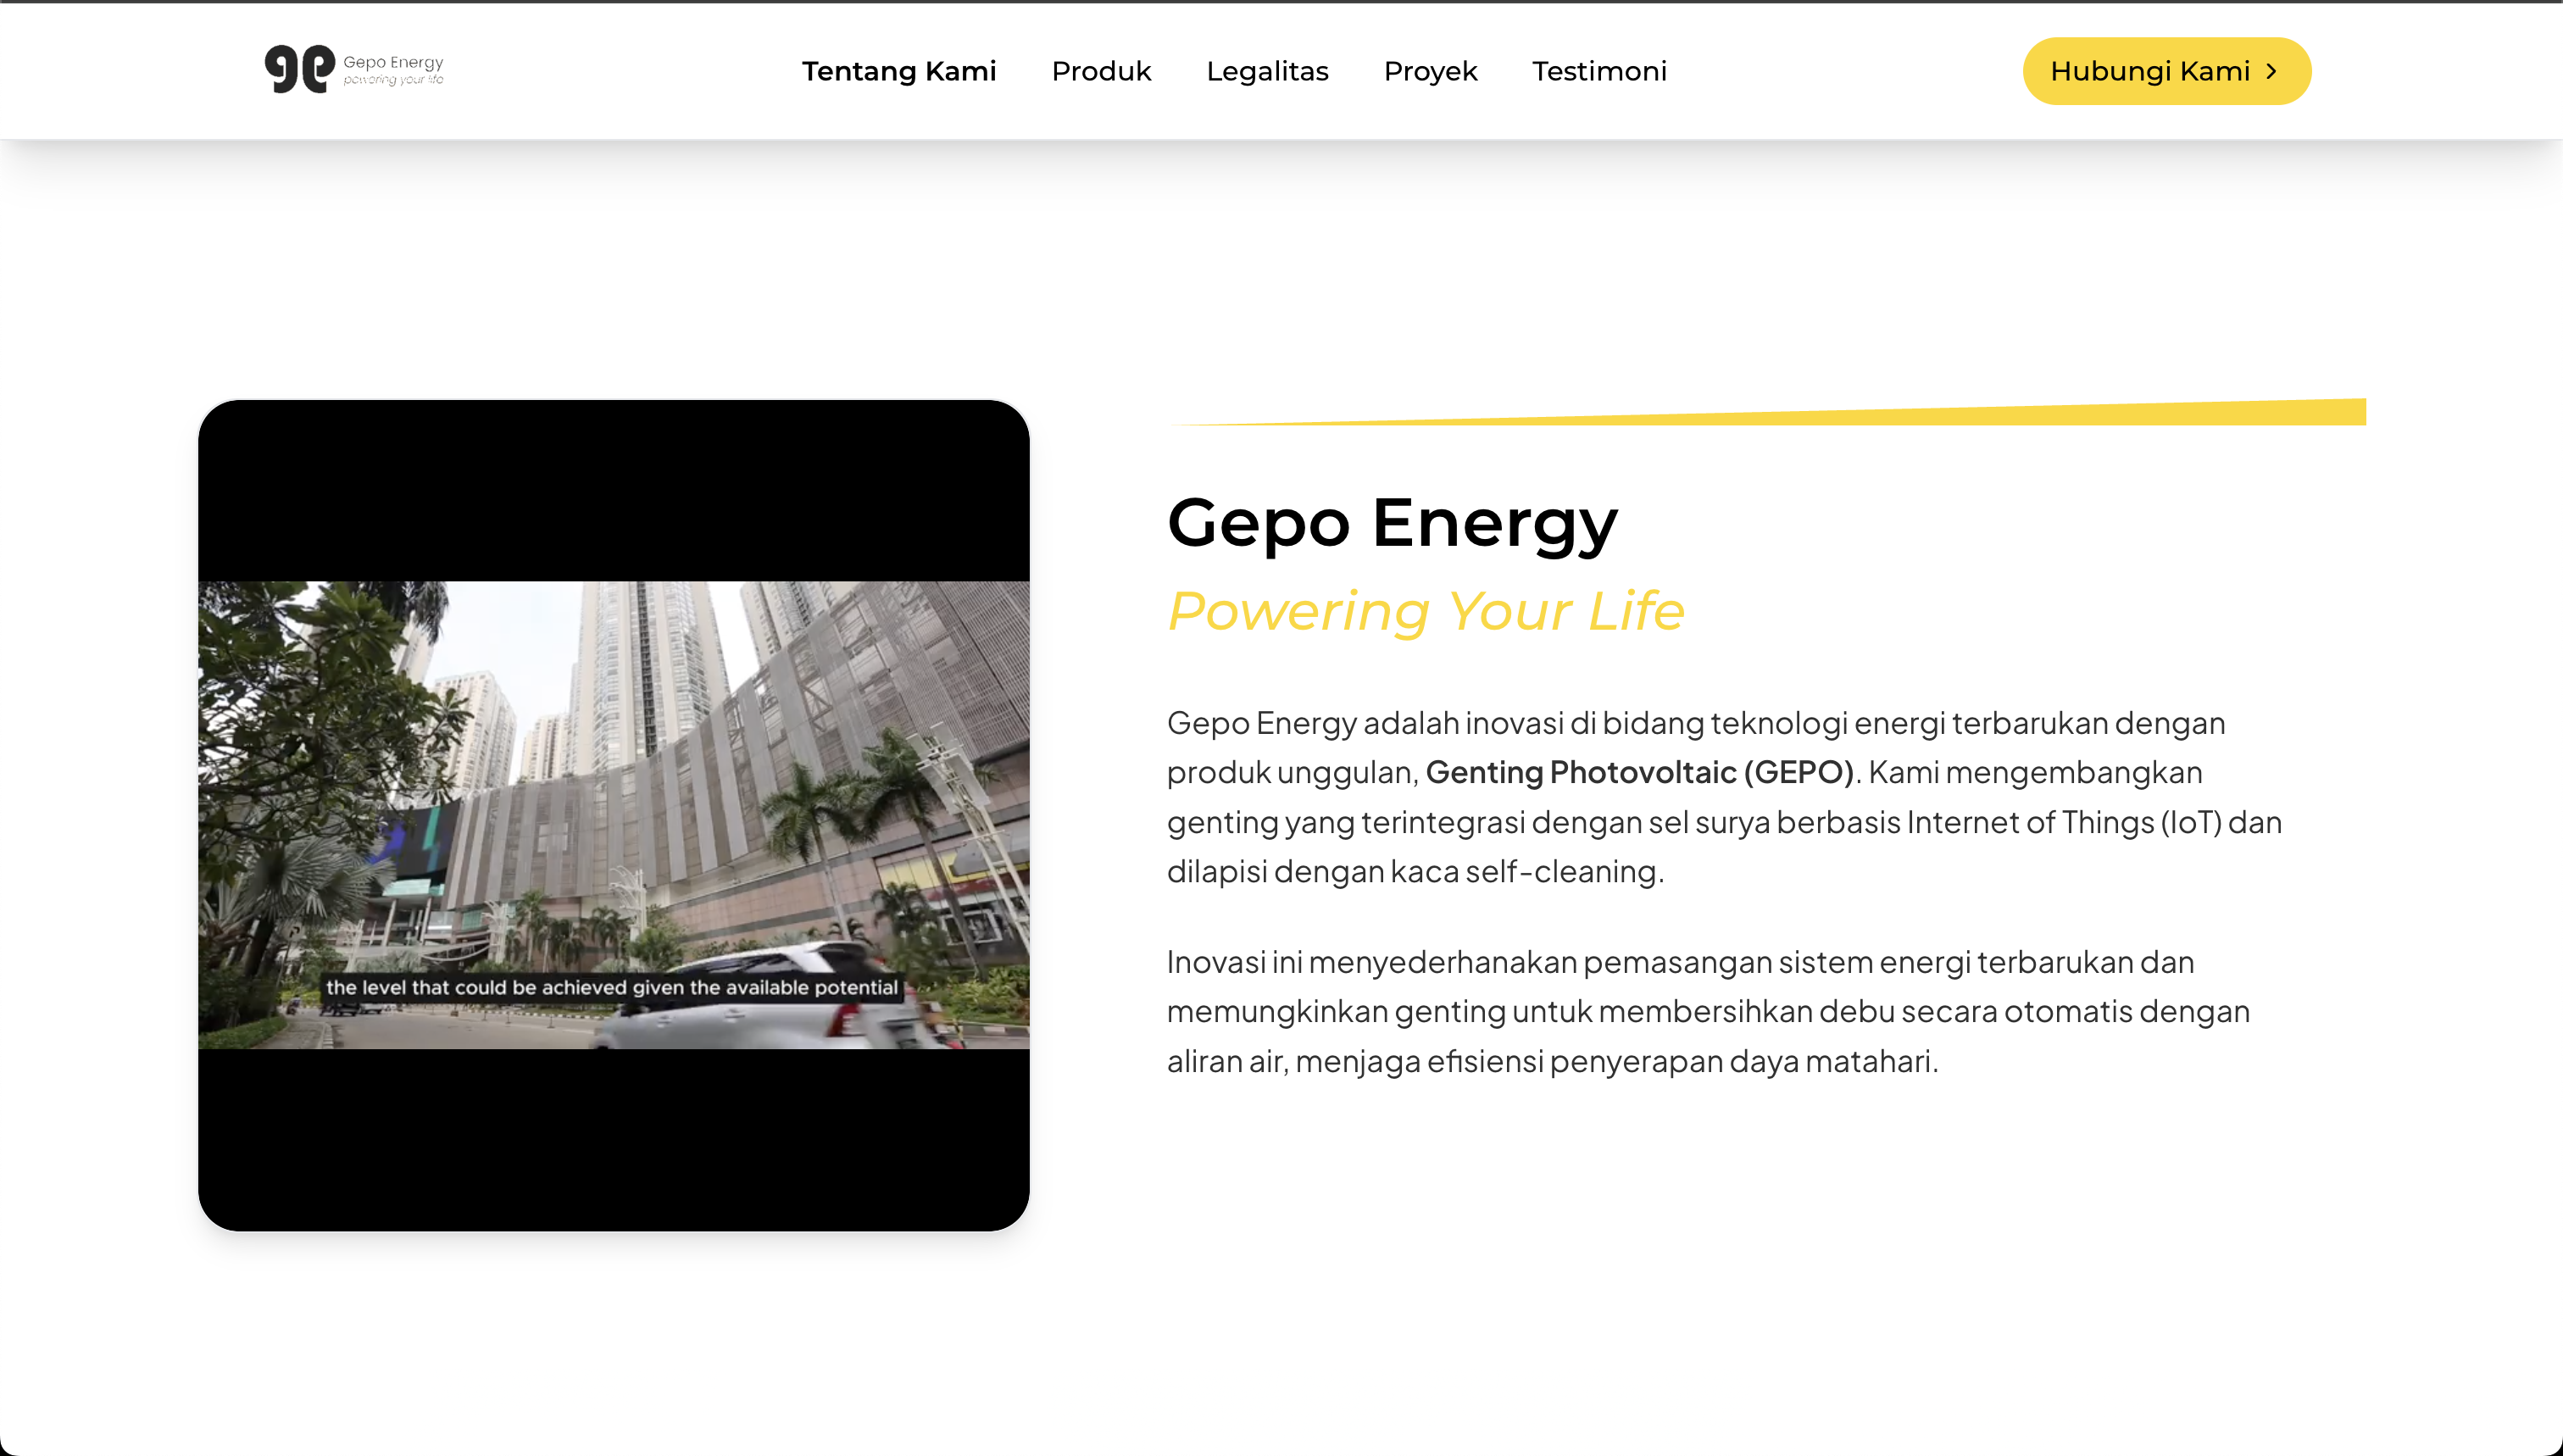 Gepo Energy
powering your life
Tentang Kami
Produk
Legalitas
Proyek
Testimoni
Hubungi Kami
the level that could be achieved given the available potential
Gepo Energy
Powering Your Life
Gepo Energy adalah inovasi di bidang teknologi energi terbarukan dengan
produk unggulan, Genting Photovoltaic (GEPO). Kami mengembangkan
genting yang terintegrasi dengan sel surya berbasis Internet of Things (IoT) dan
dilapisi dengan kaca self-cleaning.
Inovasi ini menyederhanakan pemasangan sistem energi terbarukan dan
memungkinkan genting untuk membersihkan debu secara otomatis dengan
aliran air, menjaga efisiensi penyerapan daya matahari.